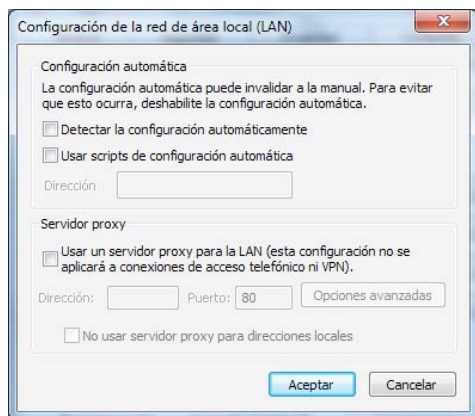 Configuración de la red de área local (LAN)
Configuración automática
La configuración automática puede invalidar a la manual. Para evitar
que esto ocurra, deshabilite la configuración automática.
Detectar la configuración automáticamente
Usar scripts de configuración automática
Dirección
Servidor proxy
Usar un servidor proxy para la LAN (esta configuración no se
aplicará a conexiones de acceso telefónico ni VPN).
Dirección: Puerto: 80 Opciones avanzadas
No usar servidor proxy para direcciones locales
Aceptar Cancelar